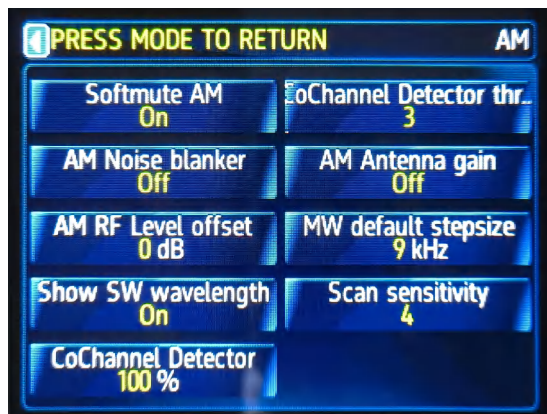 PRESS MODE TO RETURN AM
Softmute AM
On
CoChannel Detector thr..
3
AM Noise blanker
Off
AM Antenna gain
Off
AM RF Level offset
0 dB
MW default stepsize
9 kHz
Show SW wavelength
On
Scan sensitivity
4
CoChannel Detector
100 %